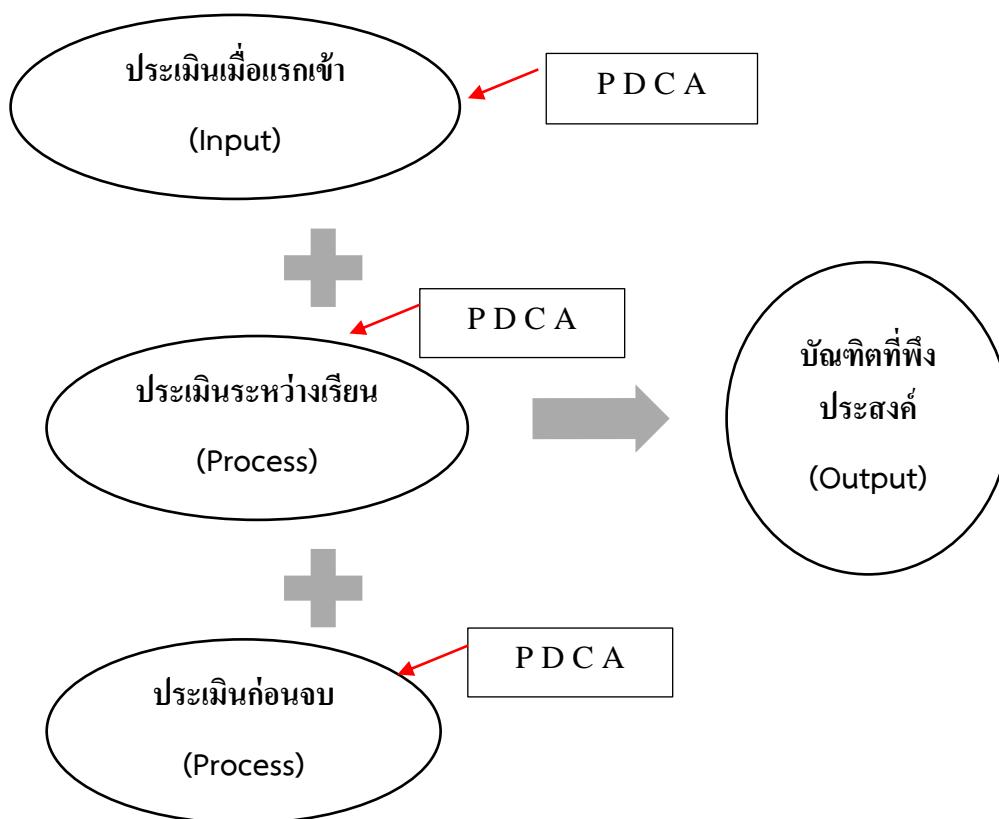 ประเมินเมื่อแรกเข้า
(Input)
P D C A
P D C A
ประเมินระหว่างเรียน
(Process)
บัณฑิตที่พึง
ประสงค์
(Output)
P D C A
ประเมินก่อนจบ
(Process)